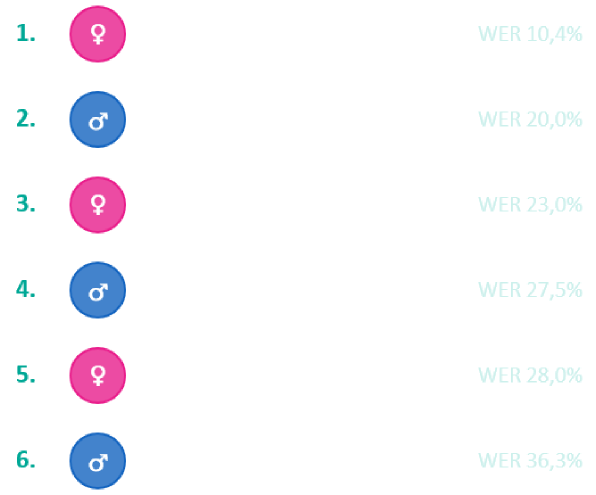 1. ♀ WER 10,4%
2. ♂ WER 20,0%
3. ♀ WER 23,0%
4. ♂ WER 27,5%
5. ♀ WER 28,0%
6. ♂ WER 36,3%